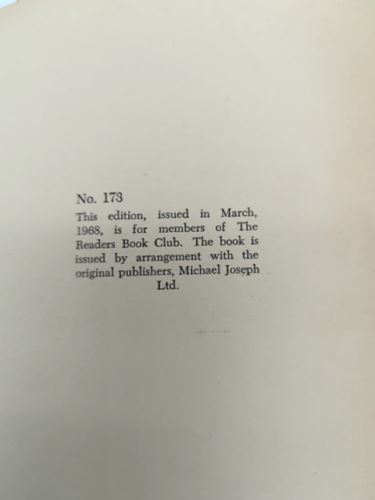 No. 173
This edition, issued in March,
1968, is for members of The
Readers Book Club. The book is
issued by arrangement with the
original publishers, Michael Joseph
Ltd.